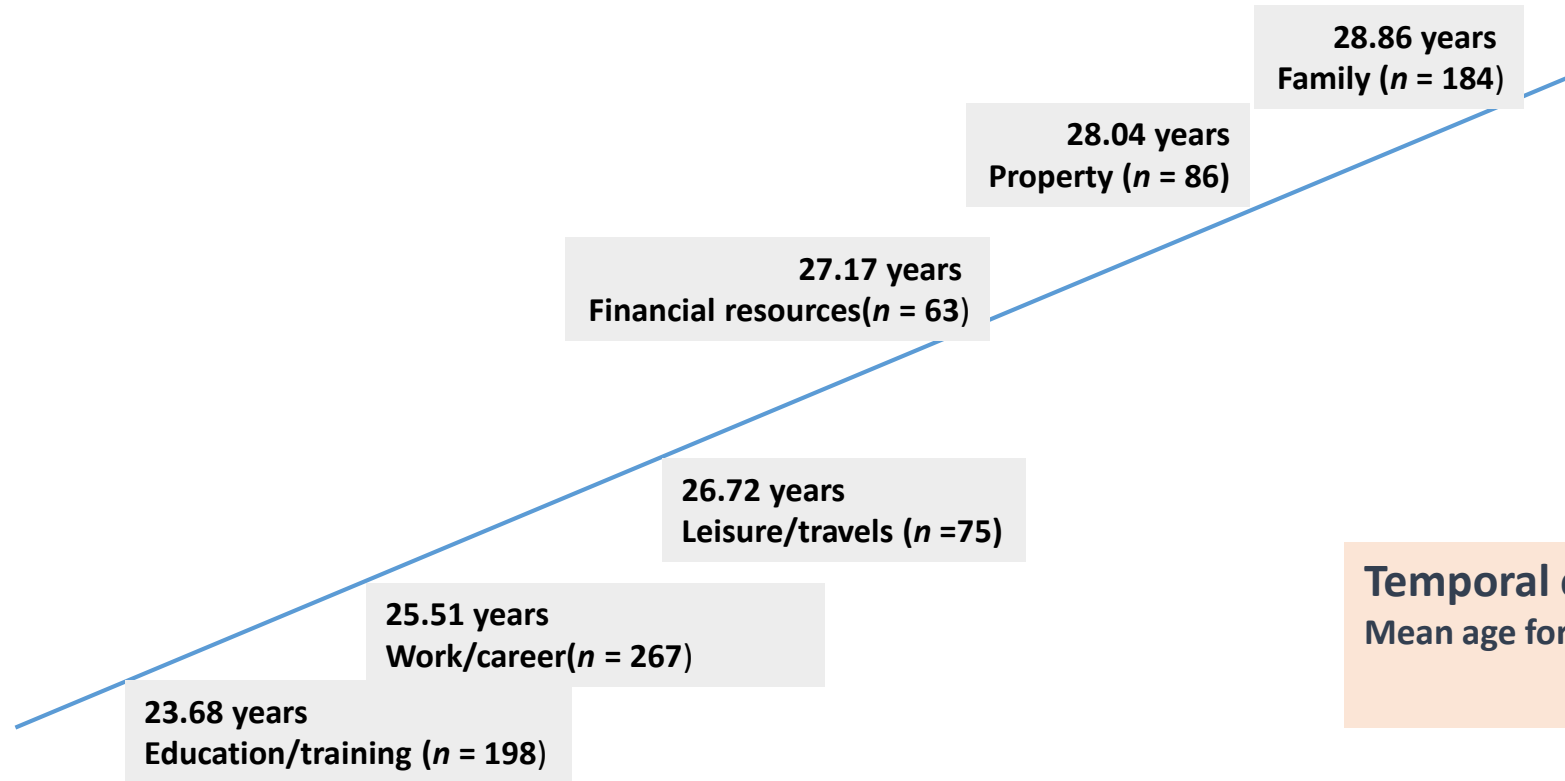 28.86 years
Family (n = 184)
28.04 years
Property (n = 86)
27.17 years
Financial resources(n = 63)
26.72 years
Leisure/travels (n =75)
25.51 years
Work/career(n = 267)
23.68 years
Education/training (n = 198)
Temporal
Mean age for